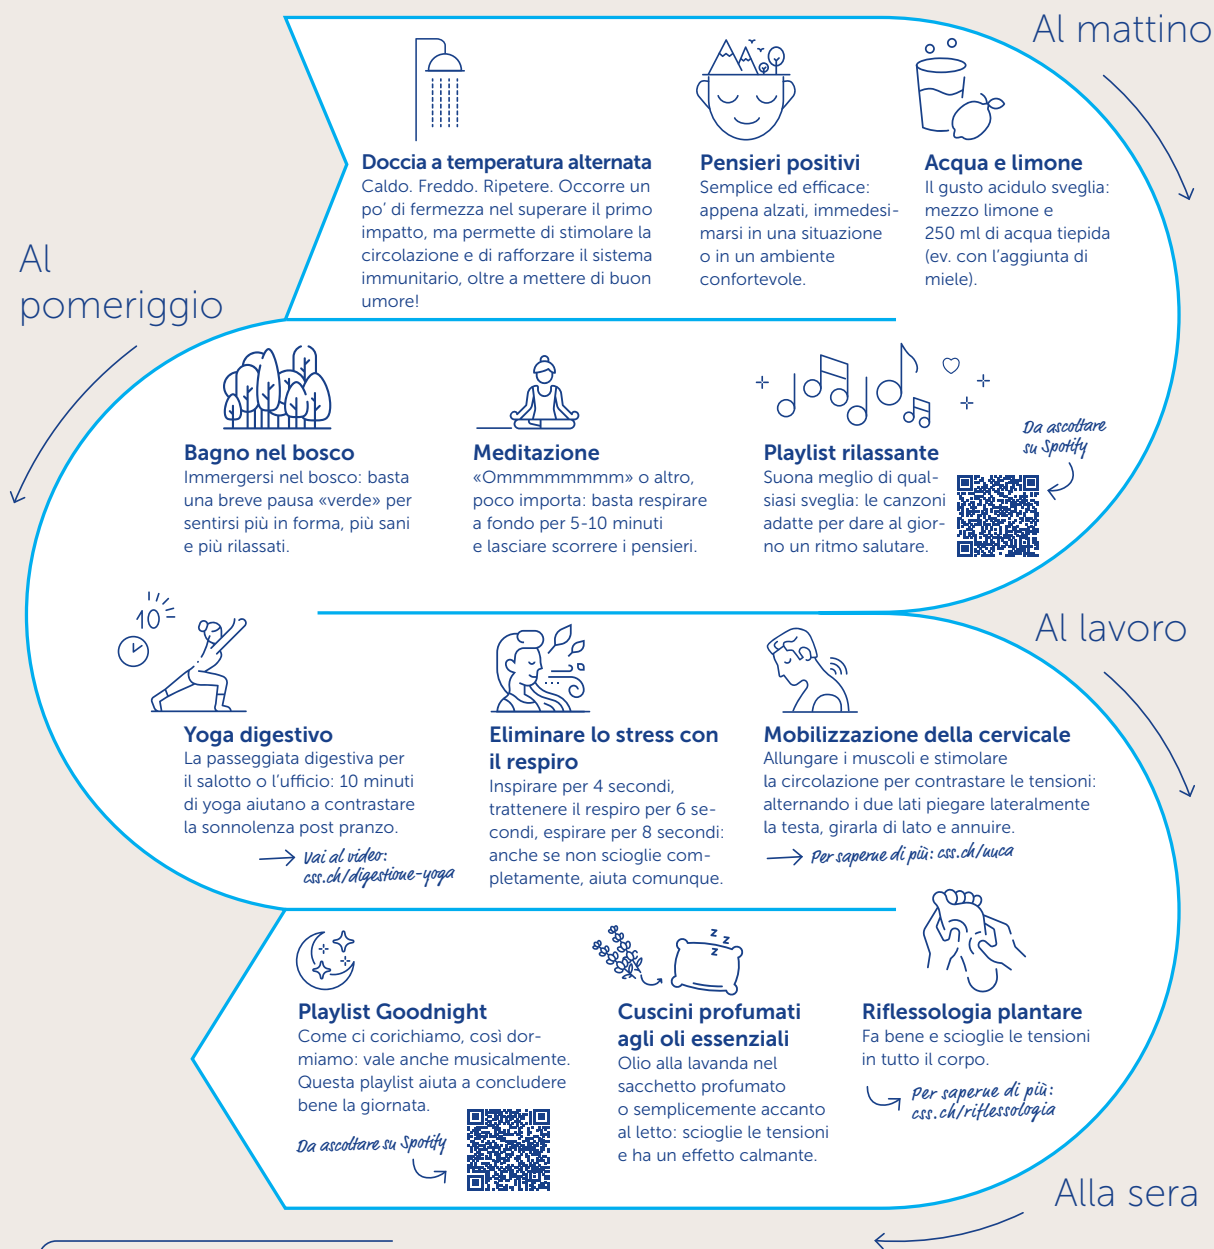 Al mattino
Doccia a temperatura alternata
Caldo. Freddo. Ripetere. Occorre un
po’ di fermezza nel superare il primo
impatto, ma permette di stimolare la
circolazione e di rafforzare il sistema
immunitario, oltre a mettere di buon
umore!
Pensieri positivi
Semplice ed efficace:
appena alzati, immedesi-
marsi in una situazione
o in un ambiente
confortevole.
Acqua e limone
Il gusto acidulo sveglia:
mezzo limone e
250 ml di acqua tiepida
(ev. con l’aggiunta di
miele).
Al
pomeriggio
Bagno nel bosco
Immergersi nel bosco: basta
una breve pausa «verde» per
sentirsi più in forma, più sani
e più rilassati.
Meditazione
«Ommmmmmmm» o altro,
poco importa: basta respirare
a fondo per 5-10 minuti
e lasciare scorrere i pensieri.
Playlist rilassante
Suona meglio di qual-
siasi sveglia: le canzoni
adatte per dare al gior-
no un ritmo salutare.
Da ascoltare
su Spotify
Al lavoro
10
Yoga digestivo
La passeggiata digestiva per
il salotto o l’ufficio: 10 minuti
di yoga aiutano a contrastare
la sonnolenza post pranzo.
Vai al video:
css.ch/digestione-yoga
Eliminare lo stress con
il respiro
Inspirare per 4 secondi,
trattenere il respiro per 6 se-
condi, espirare per 8 secondi:
anche se non scioglie com-
pletamente, aiuta comunque.
Mobilizzazione della cervicale
Allungare i muscoli e stimolare
la circolazione per contrastare le tensioni:
alternando i due lati piegare lateralmente
la testa, girarla di lato e annuire.
Per saperne di più: css.ch/nuca
Playlist Goodnight
Come ci corichiamo, così dor-
miamo: vale anche musicalmente.
Questa playlist aiuta a concludere
bene la giornata.
Da ascoltare su Spotify
z z
z
Cuscini profumati
agli oli essenziali
Olio alla lavanda nel
sacchetto profumato
o semplicemente accanto
al letto: scioglie le tensioni
e ha un effetto calmante.
Riflessologia plantare
Fa bene e scioglie le tensioni
in tutto il corpo.
Per saperne di più:
css.ch/riflessologia
Alla sera